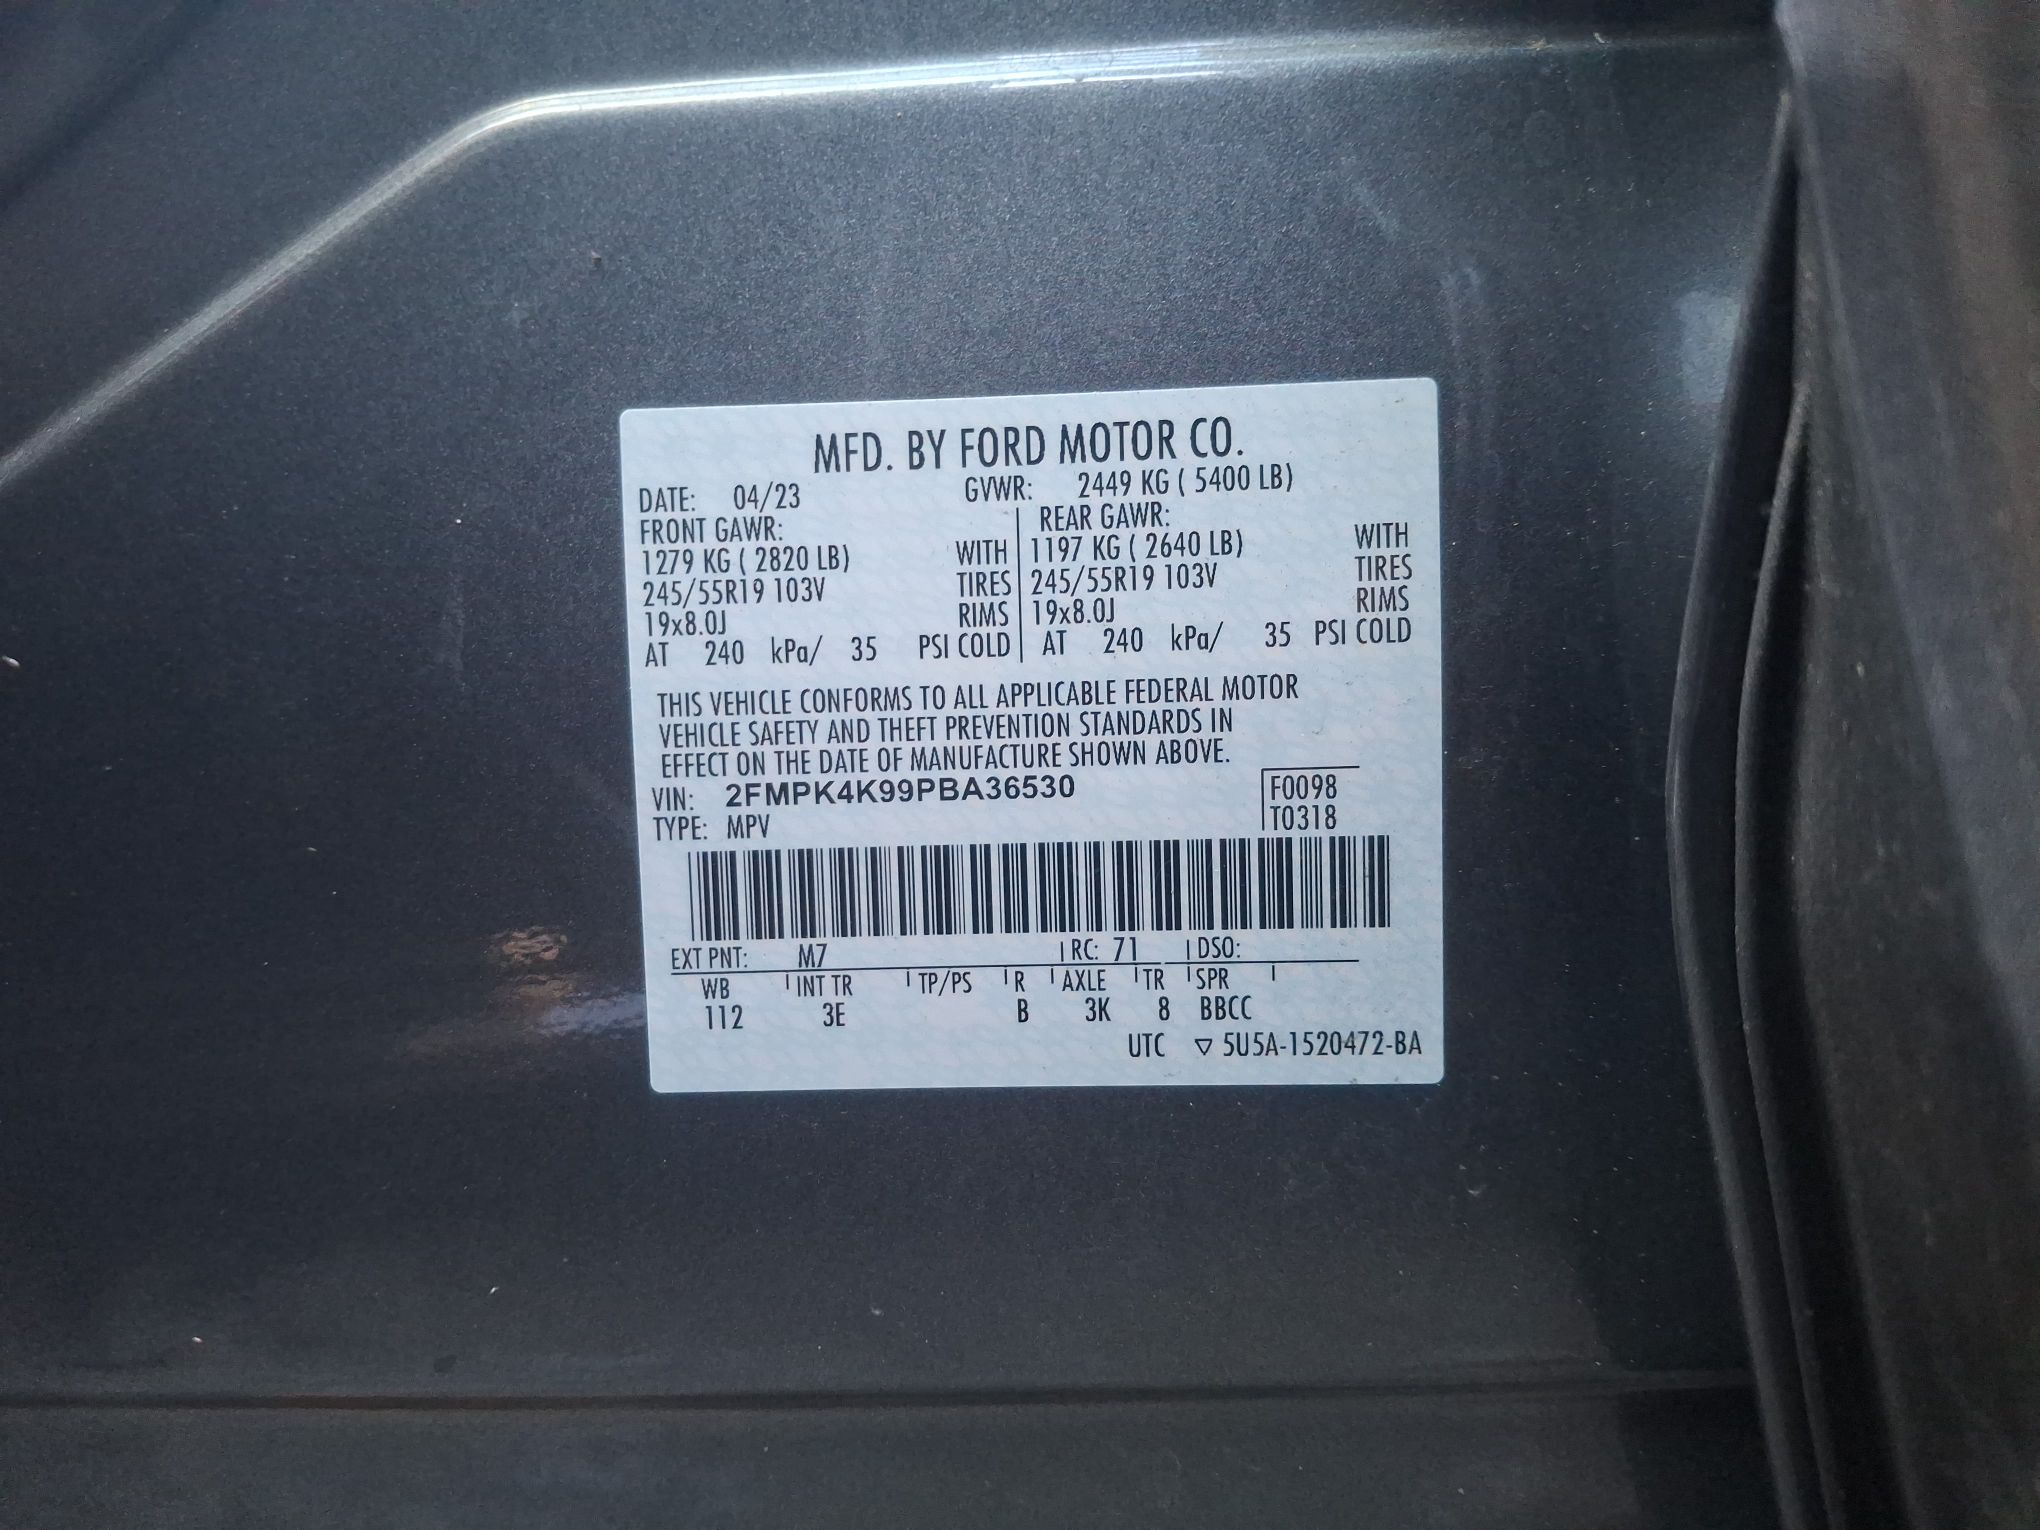 MFD. BY FORD MOTOR CO.
DATE: 04/23 GVWR: 2449 KG ( 5400 LB)
FRONT GAWR: REAR GAWR:
1279 KG ( 2820 LB) WITH 1197 KG ( 2640 LB) WITH
245/55R19 103V TIRES 245/55R19 103V TIRES
19x8.0J RIMS 19x8.0J RIMS
AT 240 kPa/ 35 PSI COLD AT 240 kPa/ 35 PSI COLD
THIS VEHICLE CONFORMS TO ALL APPLICABLE FEDERAL MOTOR
VEHICLE SAFETY AND THEFT PREVENTION STANDARDS IN
EFFECT ON THE DATE OF MANUFACTURE SHOWN ABOVE.
VIN: 2FMPK4K99PBA36530 F0098
TYPE: MPV T0318
EXT PNT: M7 RC: 71 DSO:
WB INT TR TP/PS R AXLE TR SPR
112 3E B 3K 8 BBCC
UTC ▽ 5U5A-1520472-BA